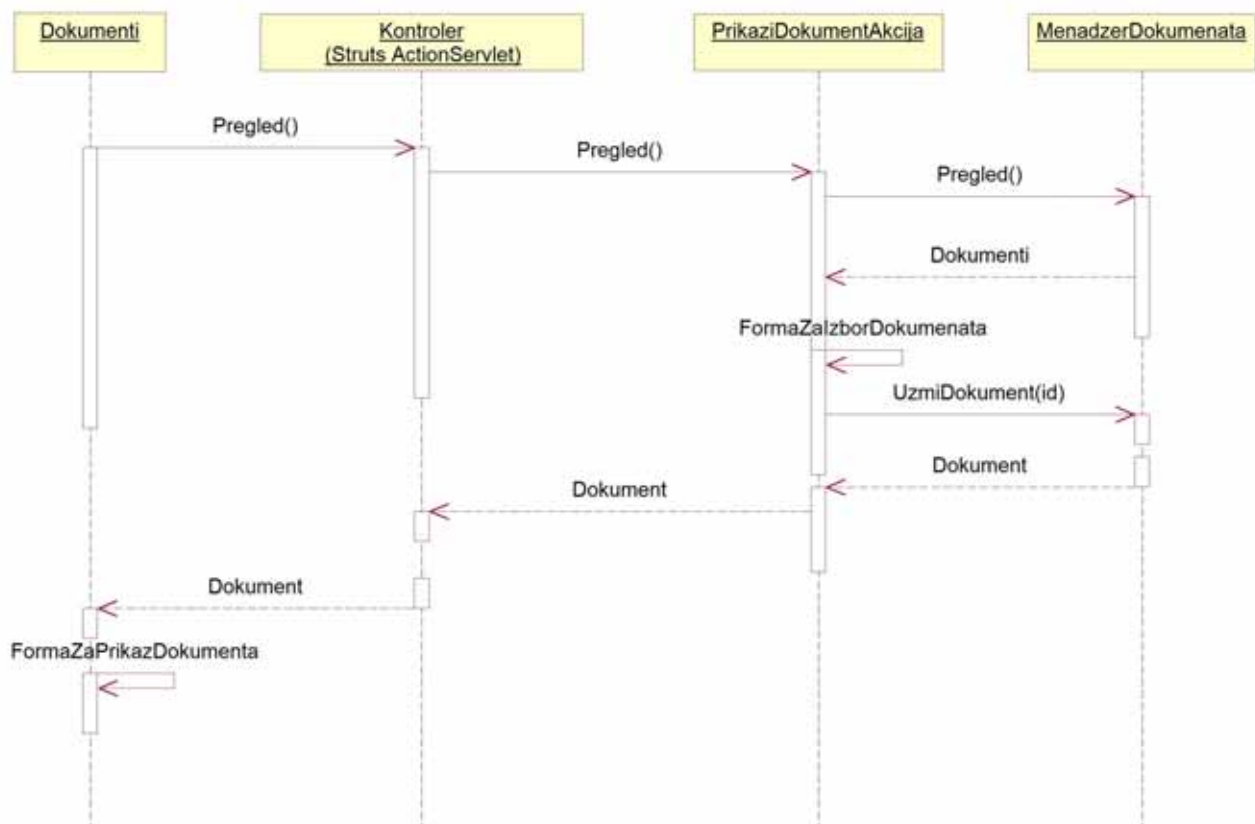 Dokumenti
Kontroler
(Struts ActionServlet)
PrikaziDokumentAkcija
MenadzerDokumenata
Pregled()
Pregled()
Pregled()
Dokumenti
FormaZaIzborDokumenata
UzmiDokument(id)
Dokument
Dokument
Dokument
FormaZaPrikazDokumenta